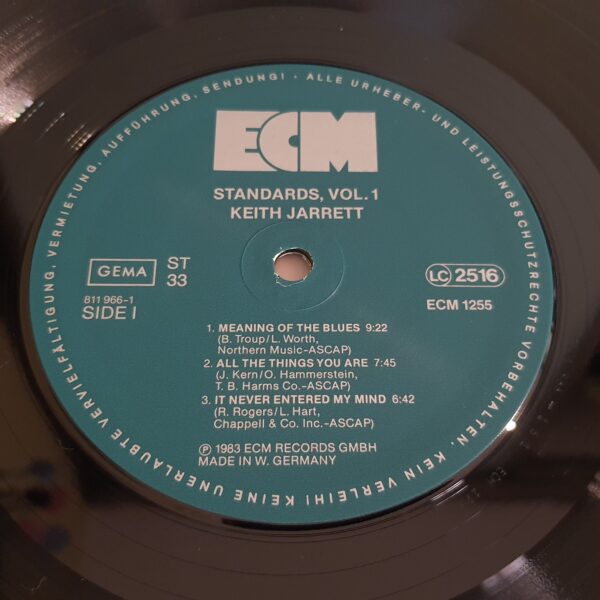 KEINE UNERLAUBTE VERVIELFÄLTIGUNG, VERMIETUNG, AUFFÜHRUNG, SENDUNG! · ALLE URHEBER- UND LEISTUNGSSCHUTZRECHTE VORBEHALTEN. KEIN VERLEIH!
ECM
STANDARDS, VOL. 1
KEITH JARRETT
GEMA
ST
33
LC 2516
811 966-1
SIDE I
ECM 1255
1. MEANING OF THE BLUES 9:22
(B. Troup/L. Worth,
Northern Music-ASCAP)
2. ALL THE THINGS YOU ARE 7:45
(J. Kern/O. Hammerstein,
T. B. Harms Co.-ASCAP)
3. IT NEVER ENTERED MY MIND 6:42
(R. Rogers/L. Hart,
Chappell & Co. Inc.-ASCAP)
Ⓟ 1983 ECM RECORDS GMBH
MADE IN W. GERMANY